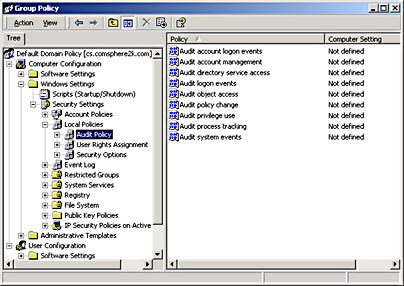 Group Policy
Action View
Tree
Default Domain Policy [cs.comsphere2k.com]
Computer Configuration
Software Settings
Windows Settings
Scripts (Startup/Shutdown)
Security Settings
Account Policies
Local Policies
Audit Policy
User Rights Assignment
Security Options
Event Log
Restricted Groups
System Services
Registry
File System
Public Key Policies
IP Security Policies on Active
Administrative Templates
User Configuration
Software Settings
Policy Computer Setting
Audit account logon events Not defined
Audit account management Not defined
Audit directory service access Not defined
Audit logon events Not defined
Audit object access Not defined
Audit policy change Not defined
Audit privilege use Not defined
Audit process tracking Not defined
Audit system events Not defined